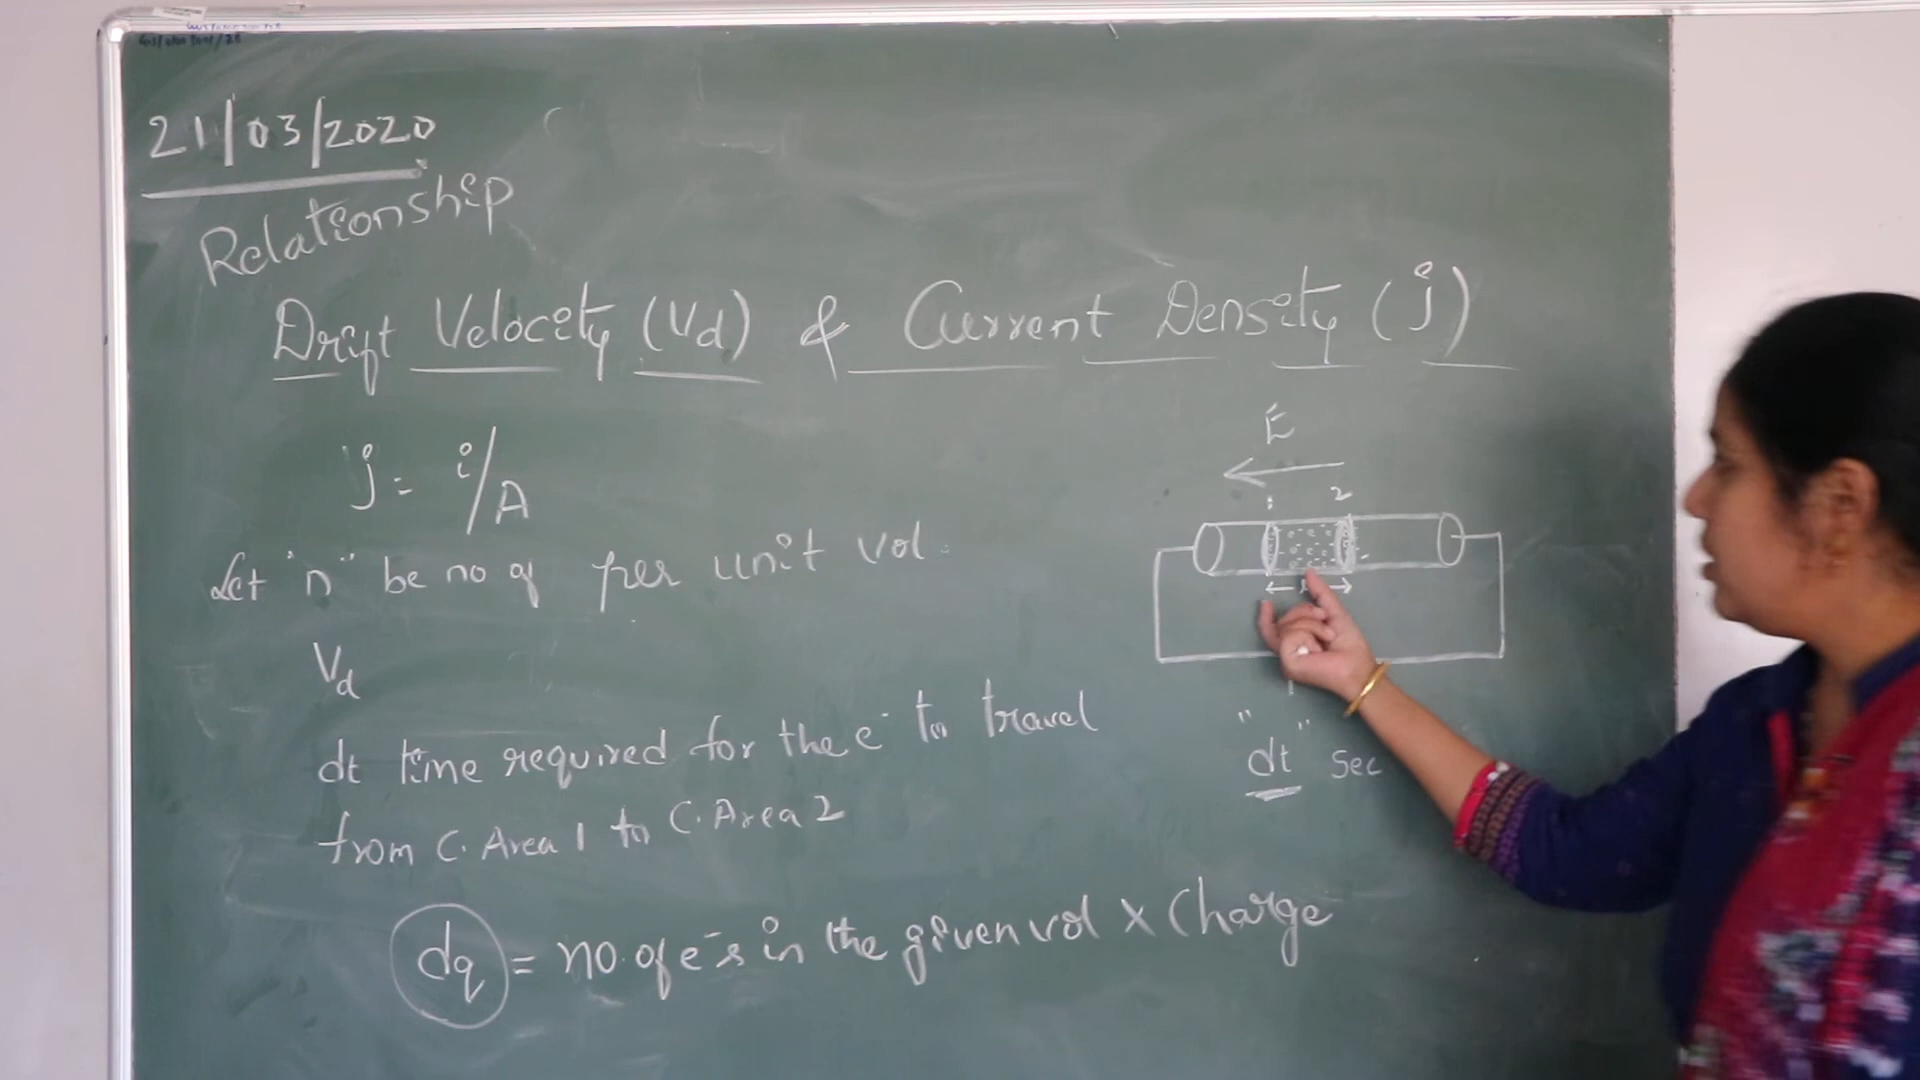 21/03/2020
Relationship
Drift Velocity (Vd) & Current Density (j)
j = i/A
Let "n" be no of per unit vol.
Vd
dt time required for the e⁻ to travel
from C. Area 1 to C. Area 2
dq = no. of e⁻s in the given vol x Charge
E
1 2
"dt" Sec